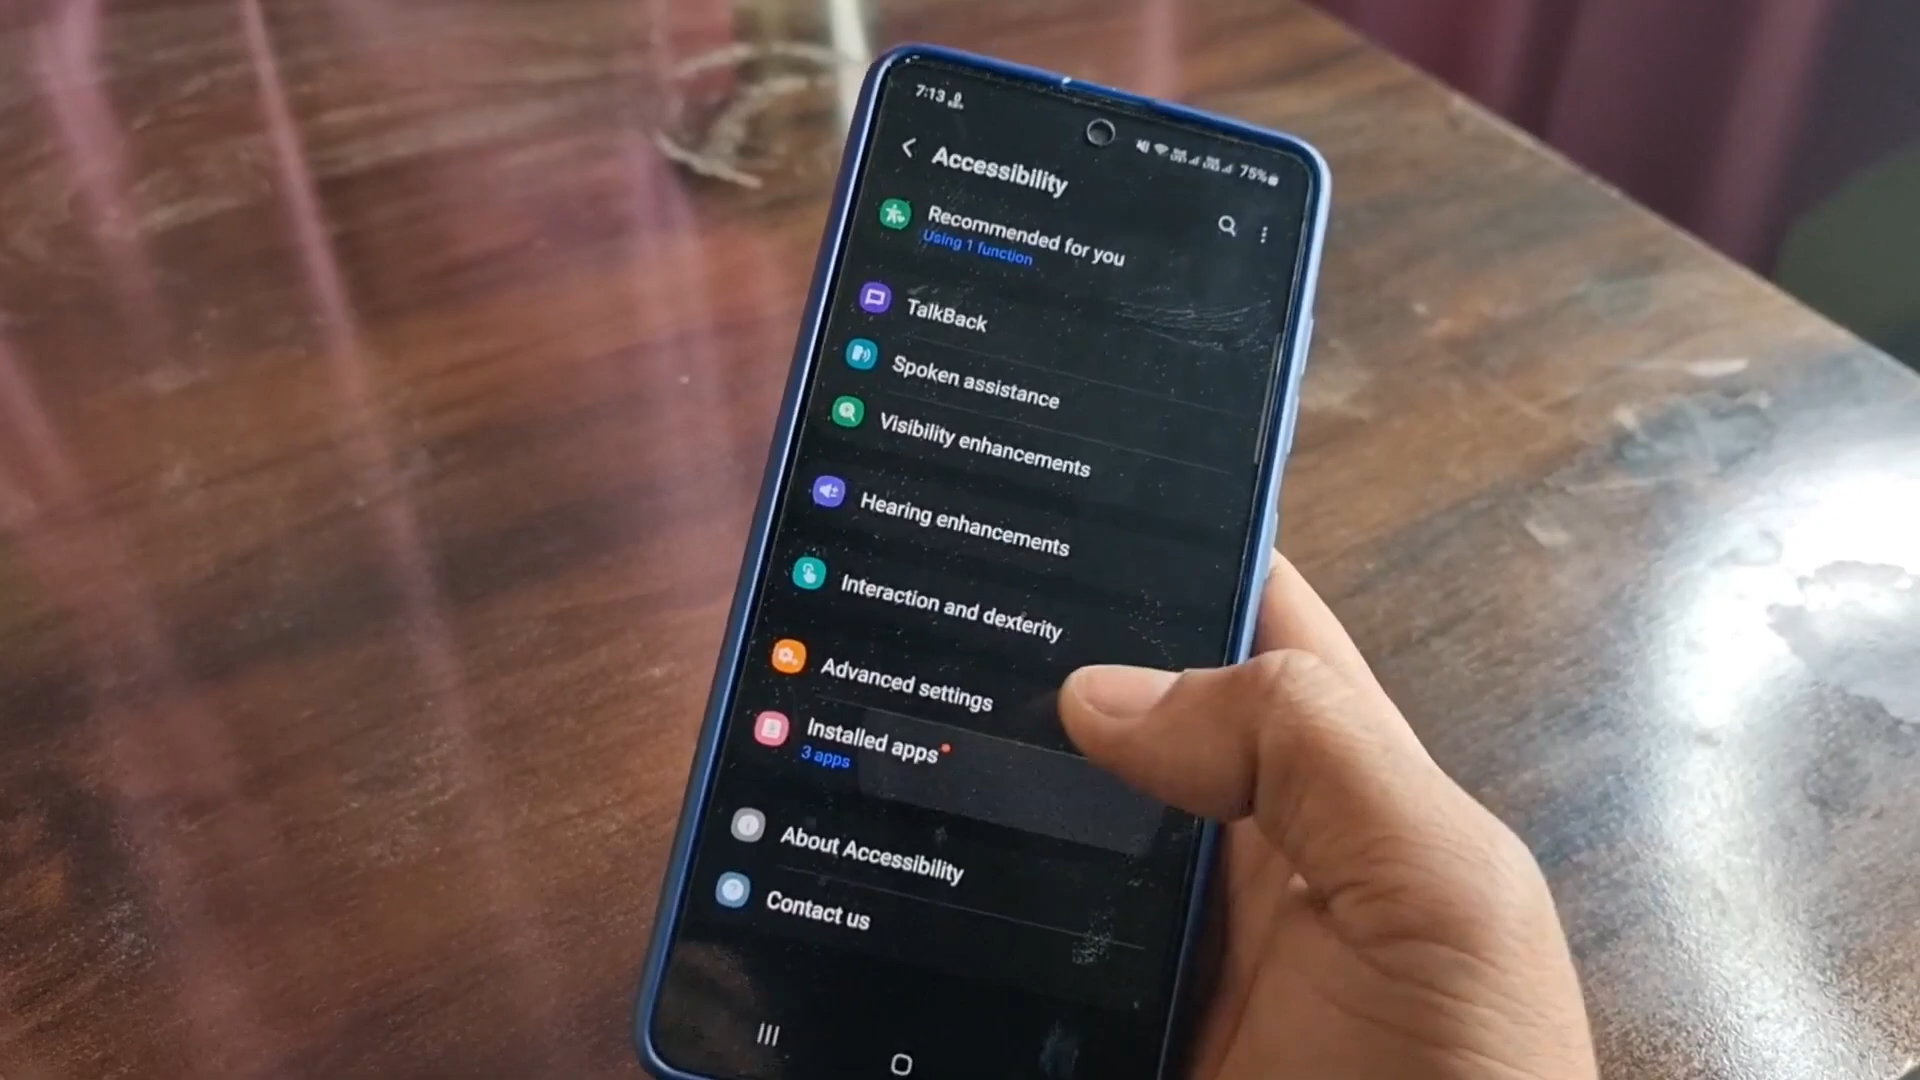 7:13
75%
Accessibility
Recommended for you
Using 1 function
TalkBack
Spoken assistance
Visibility enhancements
Hearing enhancements
Interaction and dexterity
Advanced settings
Installed apps
3 apps
About Accessibility
Contact us